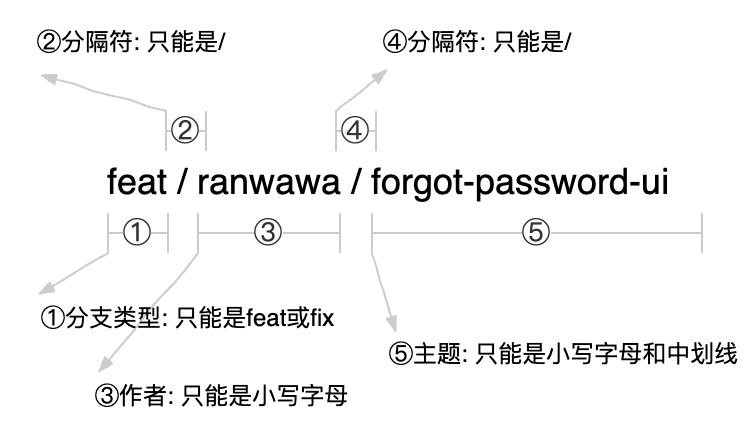 ②分隔符: 只能是/
④分隔符: 只能是/
②
④
feat / ranwawa / forgot-password-ui
①
③
⑤
①分支类型: 只能是feat或fix
⑤主题: 只能是小写字母和中划线
③作者: 只能是小写字母